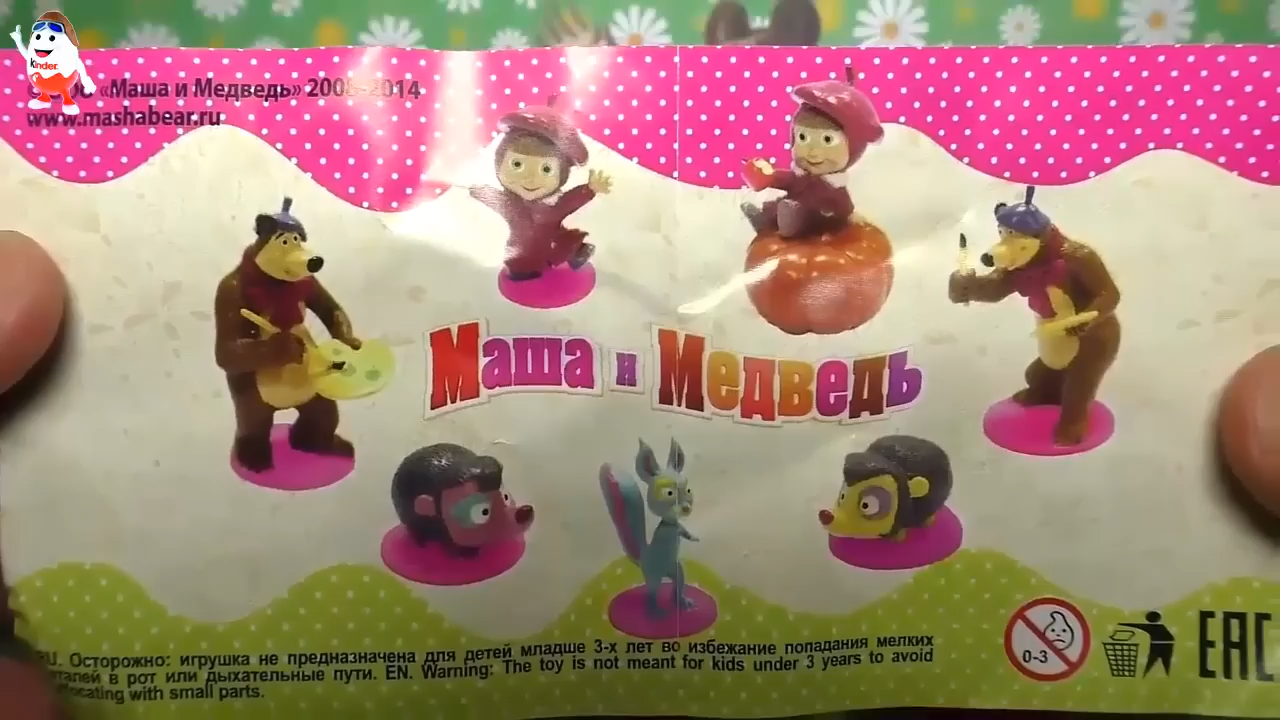 Kinder
«Маша и Медведь» 2008-2014
www.mashabear.ru
Маша и Медведь
RU. Осторожно: игрушка не предназначена для детей младше 3-х лет во избежание попадания мелких
деталей в рот или дыхательные пути. EN. Warning: The toy is not meant for kids under 3 years to avoid
with small parts.
0-3
EAC